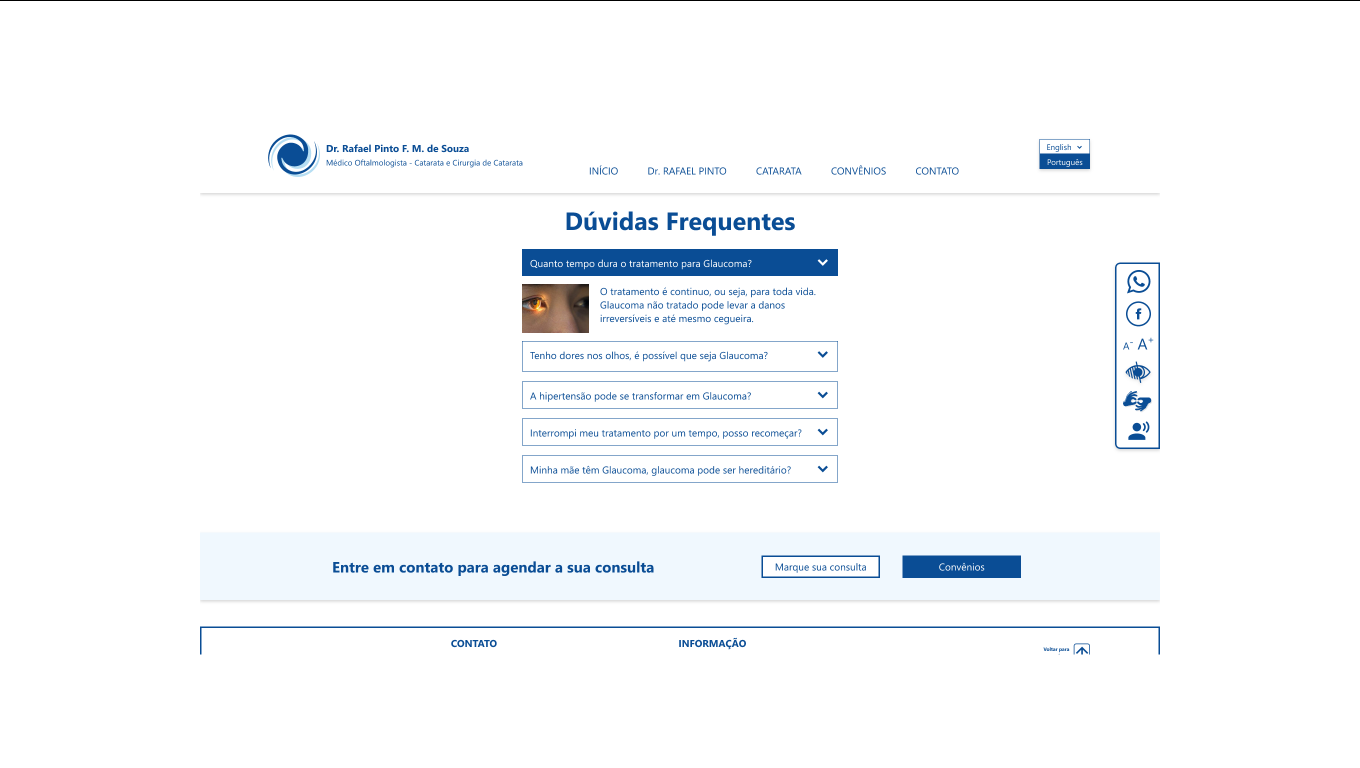 Dr. Rafael Pinto F. M. de Souza
Médico Oftalmologista - Catarata e Cirurgia de Catarata
INÍCIO
Dr. RAFAEL PINTO
CATARATA
CONVÊNIOS
CONTATO
English
Português
Dúvidas Frequentes
Quanto tempo dura o tratamento para Glaucoma?
O tratamento é continuo, ou seja, para toda vida.
Glaucoma não tratado pode levar a danos
irreversíveis e até mesmo cegueira.
Tenho dores nos olhos, é possível que seja Glaucoma?
A hipertensão pode se transformar em Glaucoma?
Interrompi meu tratamento por um tempo, posso recomeçar?
Minha mãe têm Glaucoma, glaucoma pode ser hereditário?
A- A+
Entre em contato para agendar a sua consulta
Marque sua consulta
Convênios
CONTATO
INFORMAÇÃO
Voltar para